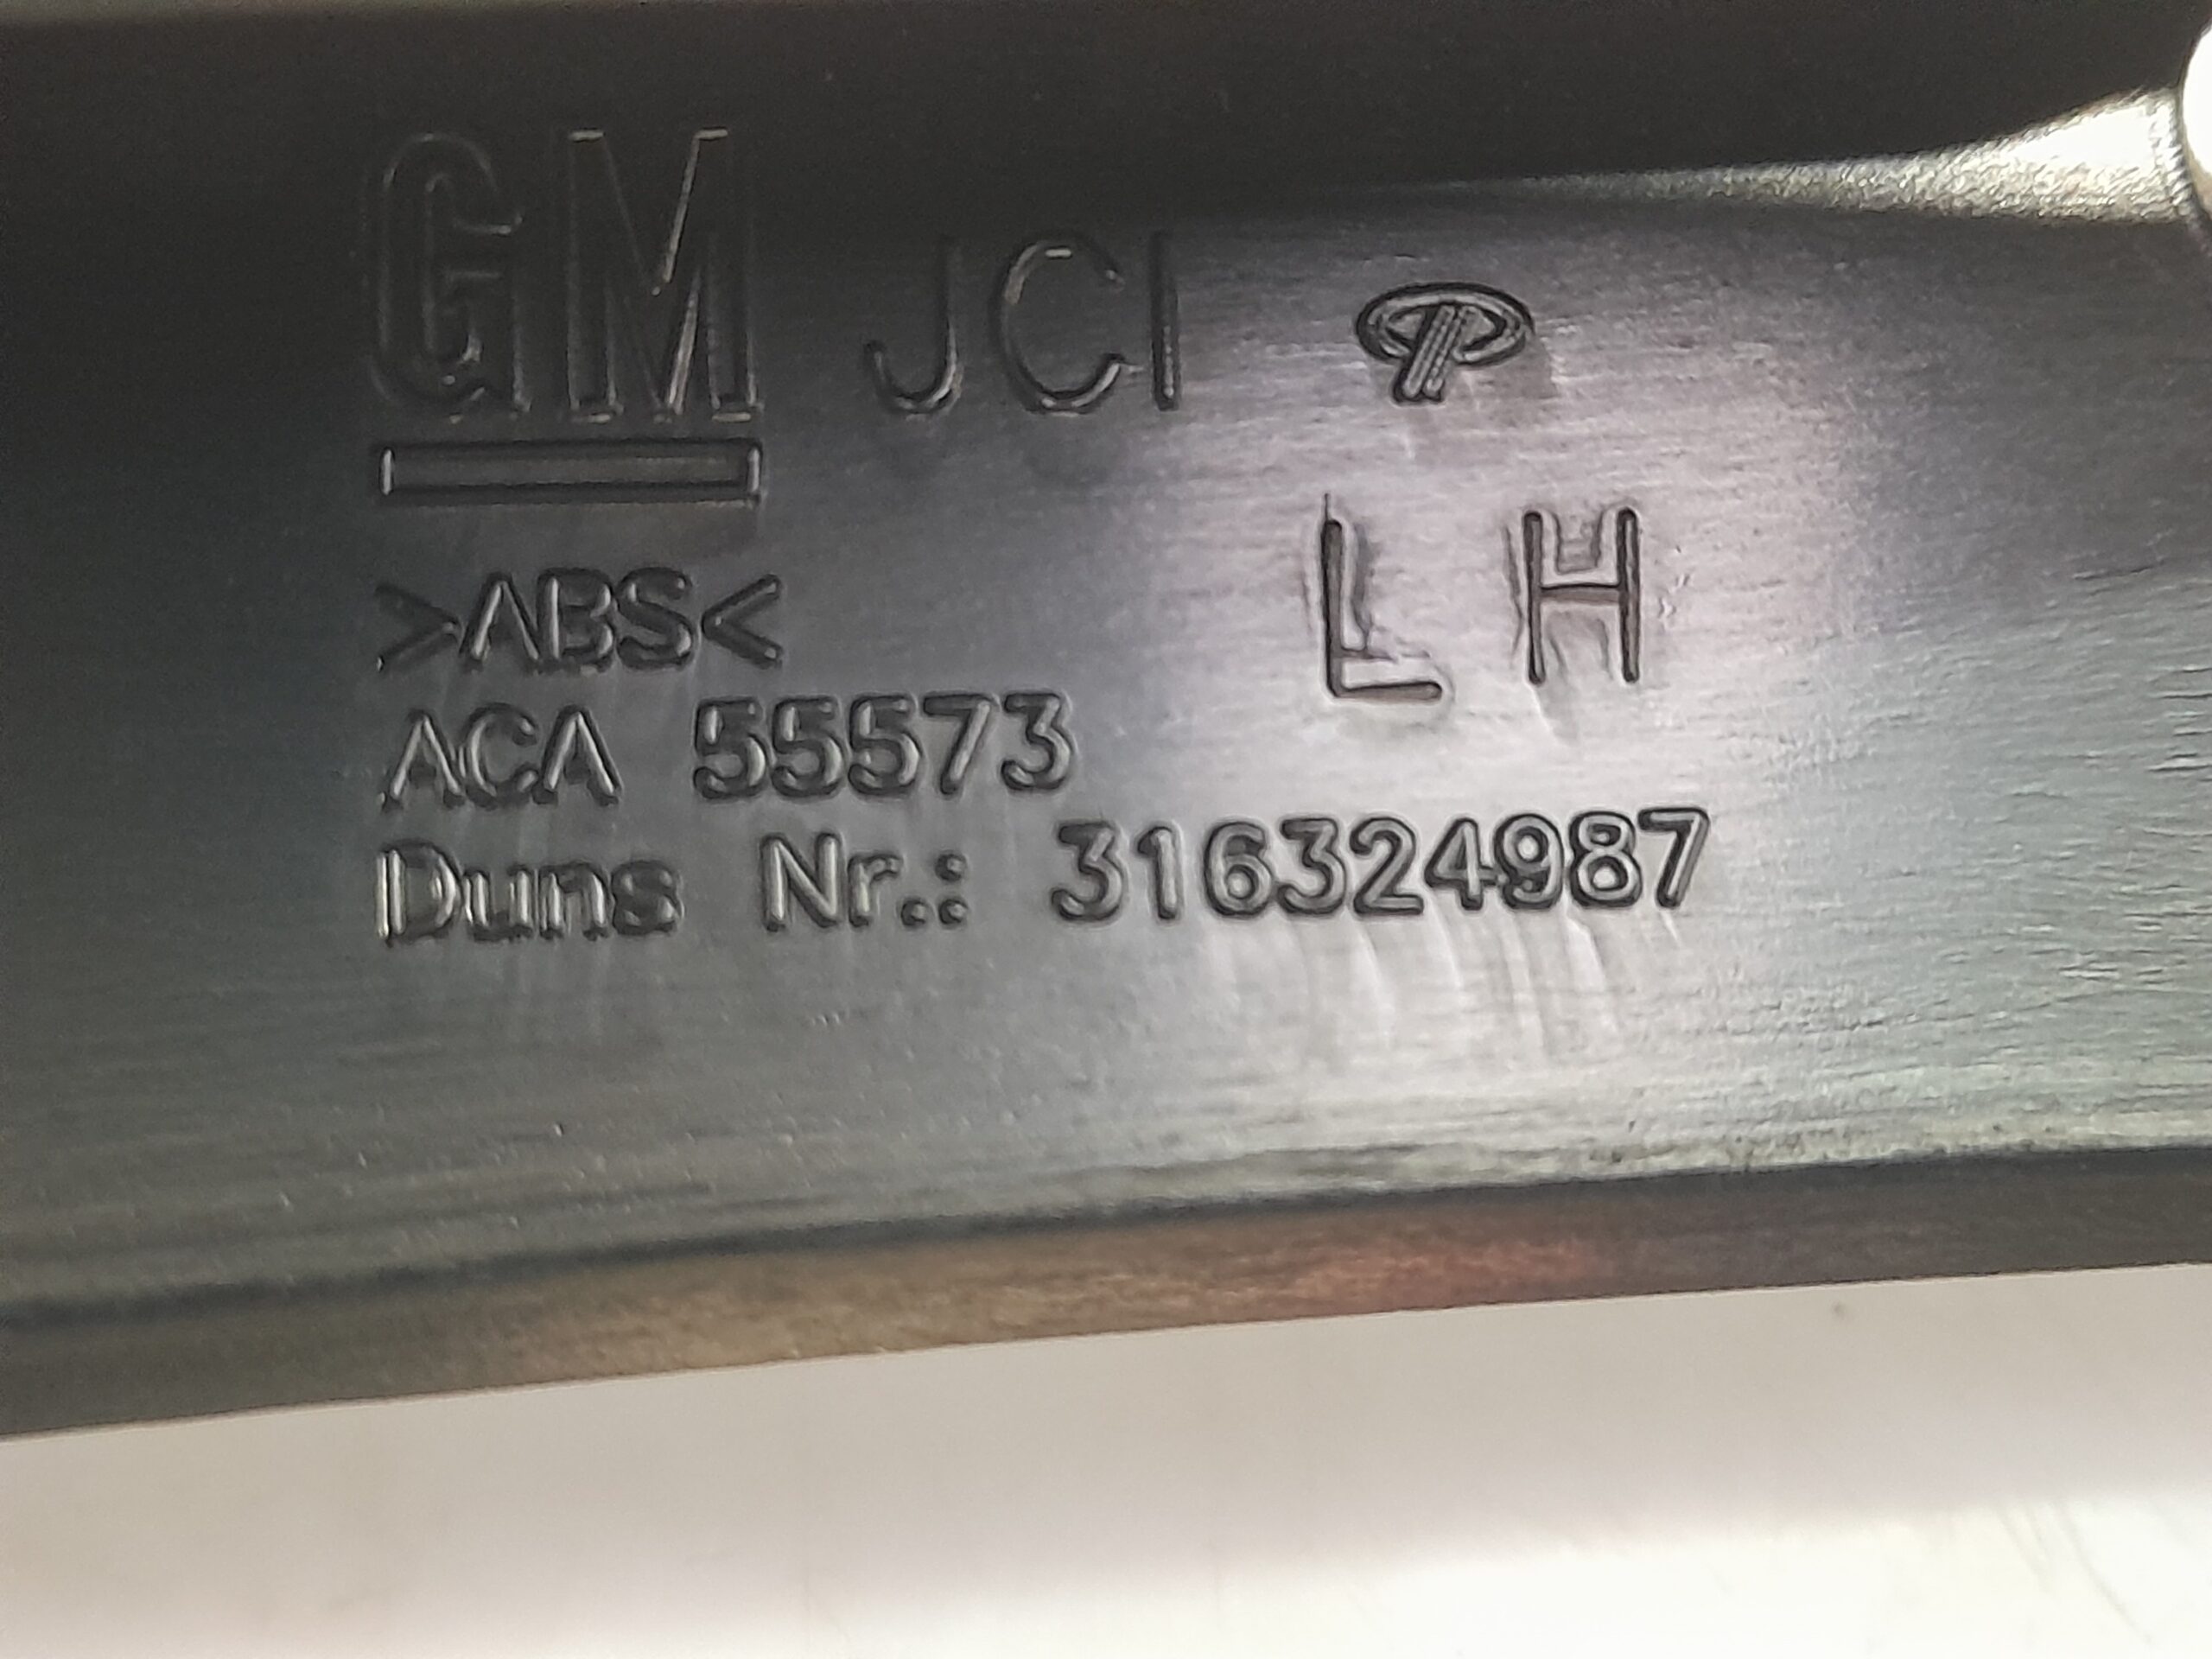 GM JCI
LH
>ABS<
ACA 55573
Duns Nr.: 316324987